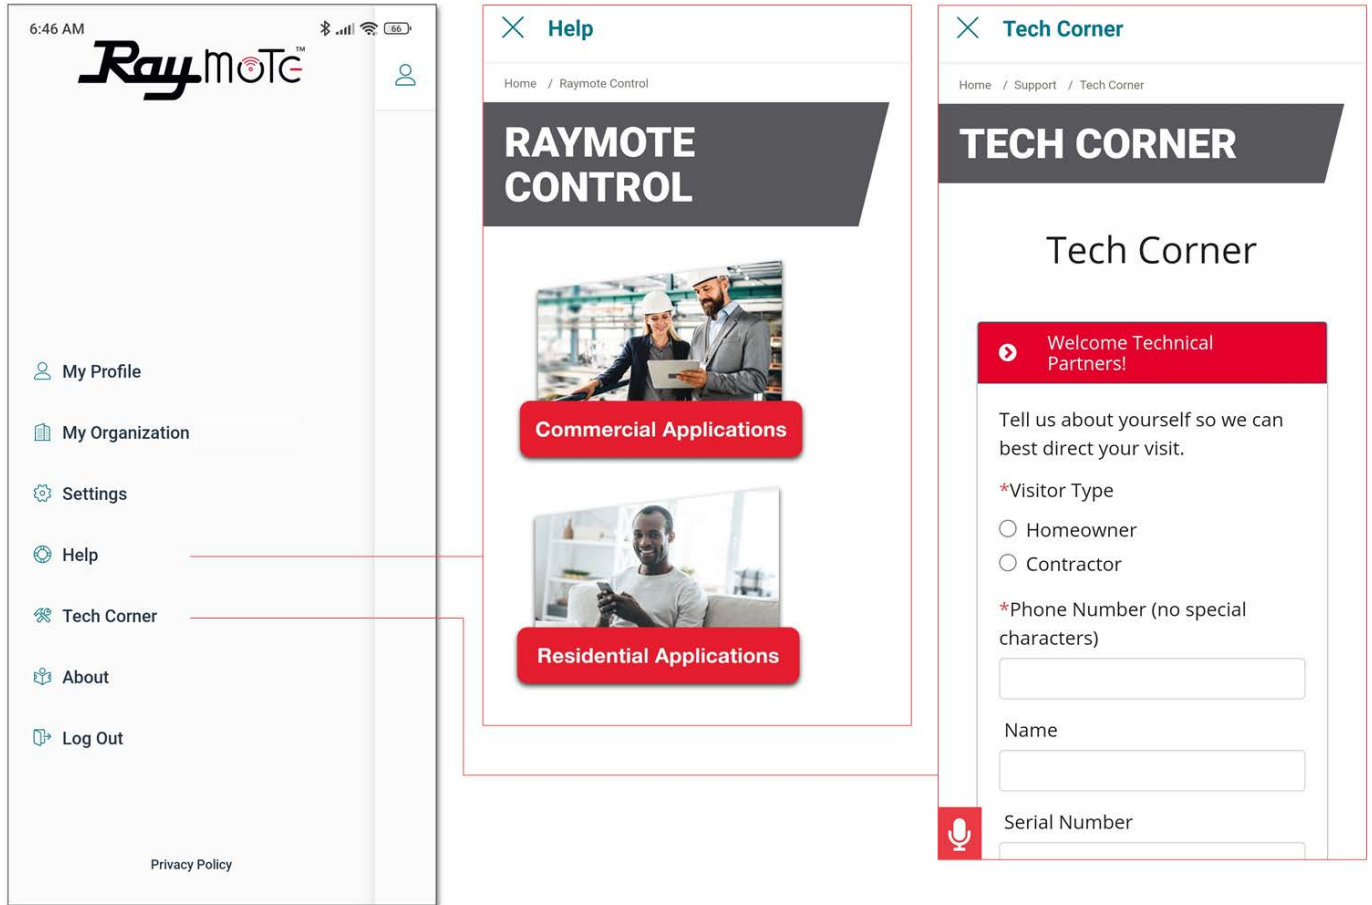 6:46 AM
66
Raymote™
My Profile
My Organization
Settings
Help
Tech Corner
About
Log Out
Privacy Policy
Help
Home / Raymote Control
RAYMOTE
CONTROL
Commercial Applications
Residential Applications
Tech Corner
Home / Support / Tech Corner
TECH CORNER
Tech Corner
Welcome Technical
Partners!
Tell us about yourself so we can
best direct your visit.
*Visitor Type
Homeowner
Contractor
*Phone Number (no special
characters)
Name
Serial Number